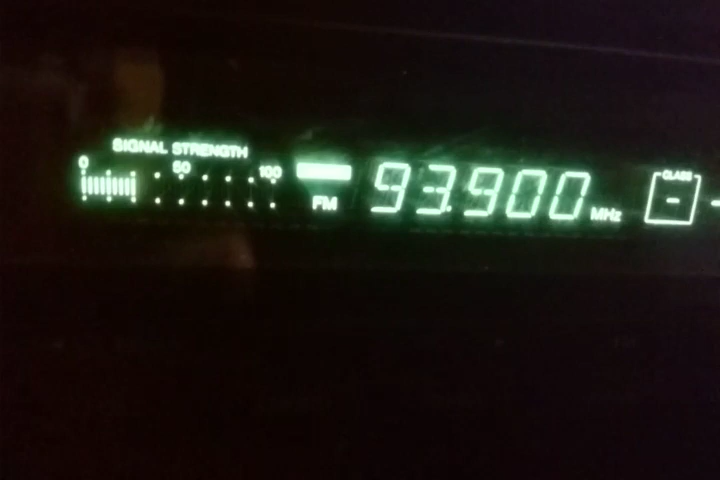 SIGNAL STRENGTH
0 50 100
FM 93.900 MHz
CLASS
-